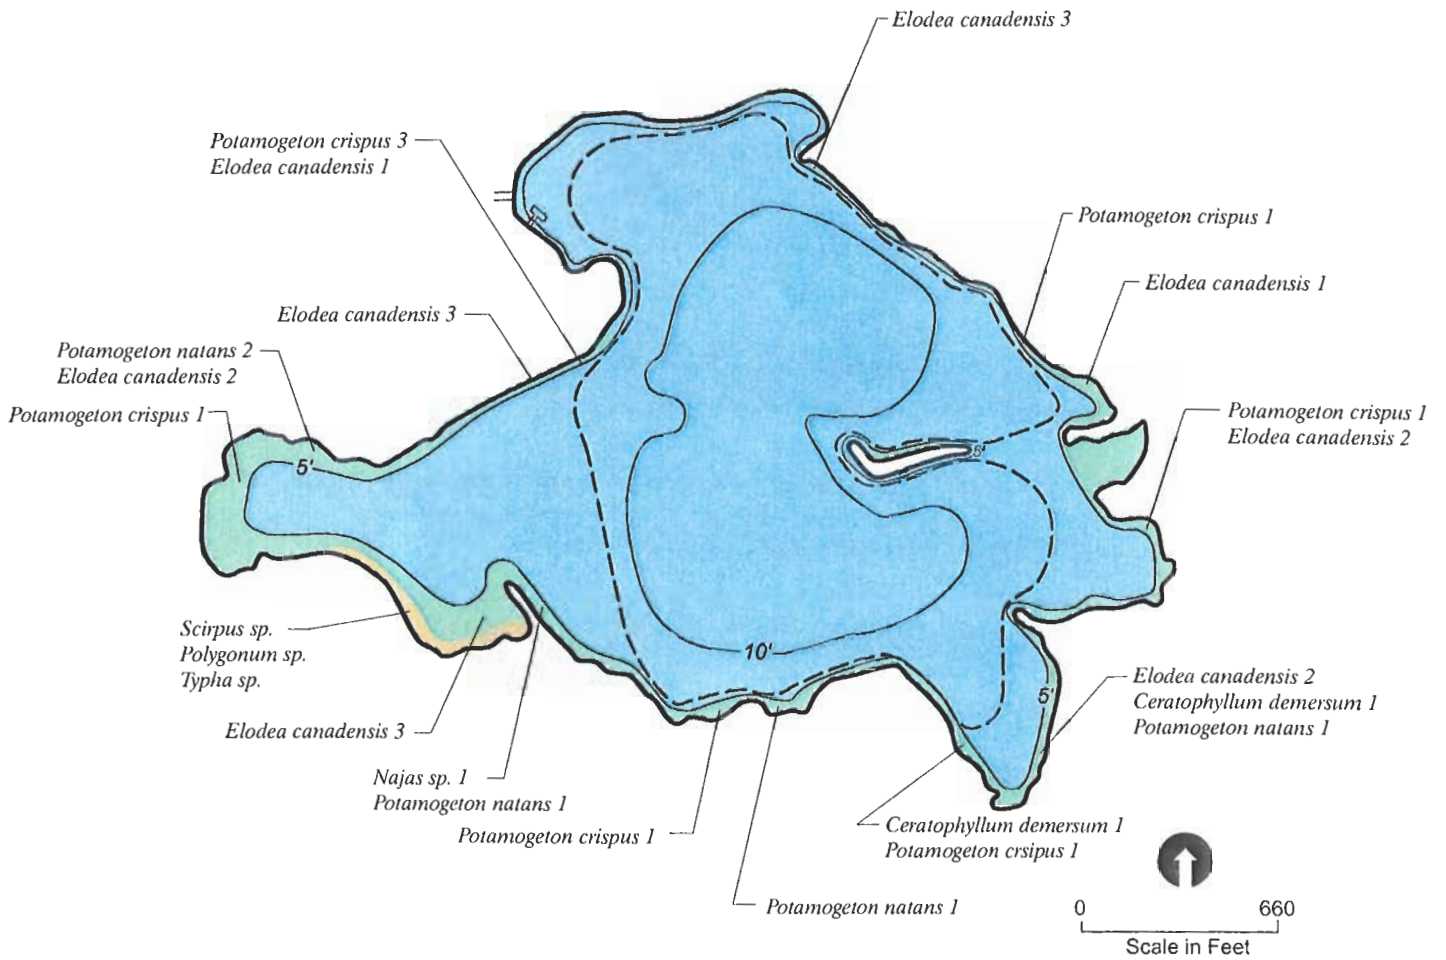 Elodea canadensis 3
Potamogeton crispus 3
Elodea canadensis 1
Potamogeton crispus 1
Elodea canadensis 1
Elodea canadensis 3
Potamogeton natans 2
Elodea canadensis 2
Potamogeton crispus 1
Potamogeton crispus 1
Elodea canadensis 2
5'
5'
10'
5'
Scirpus sp.
Polygonum sp.
Typha sp.
Elodea canadensis 3
Najas sp. 1
Potamogeton natans 1
Potamogeton crispus 1
Elodea canadensis 2
Ceratophyllum demersum 1
Potamogeton natans 1
Ceratophyllum demersum 1
Potamogeton crsipus 1
Potamogeton natans 1
0 660
Scale in Feet